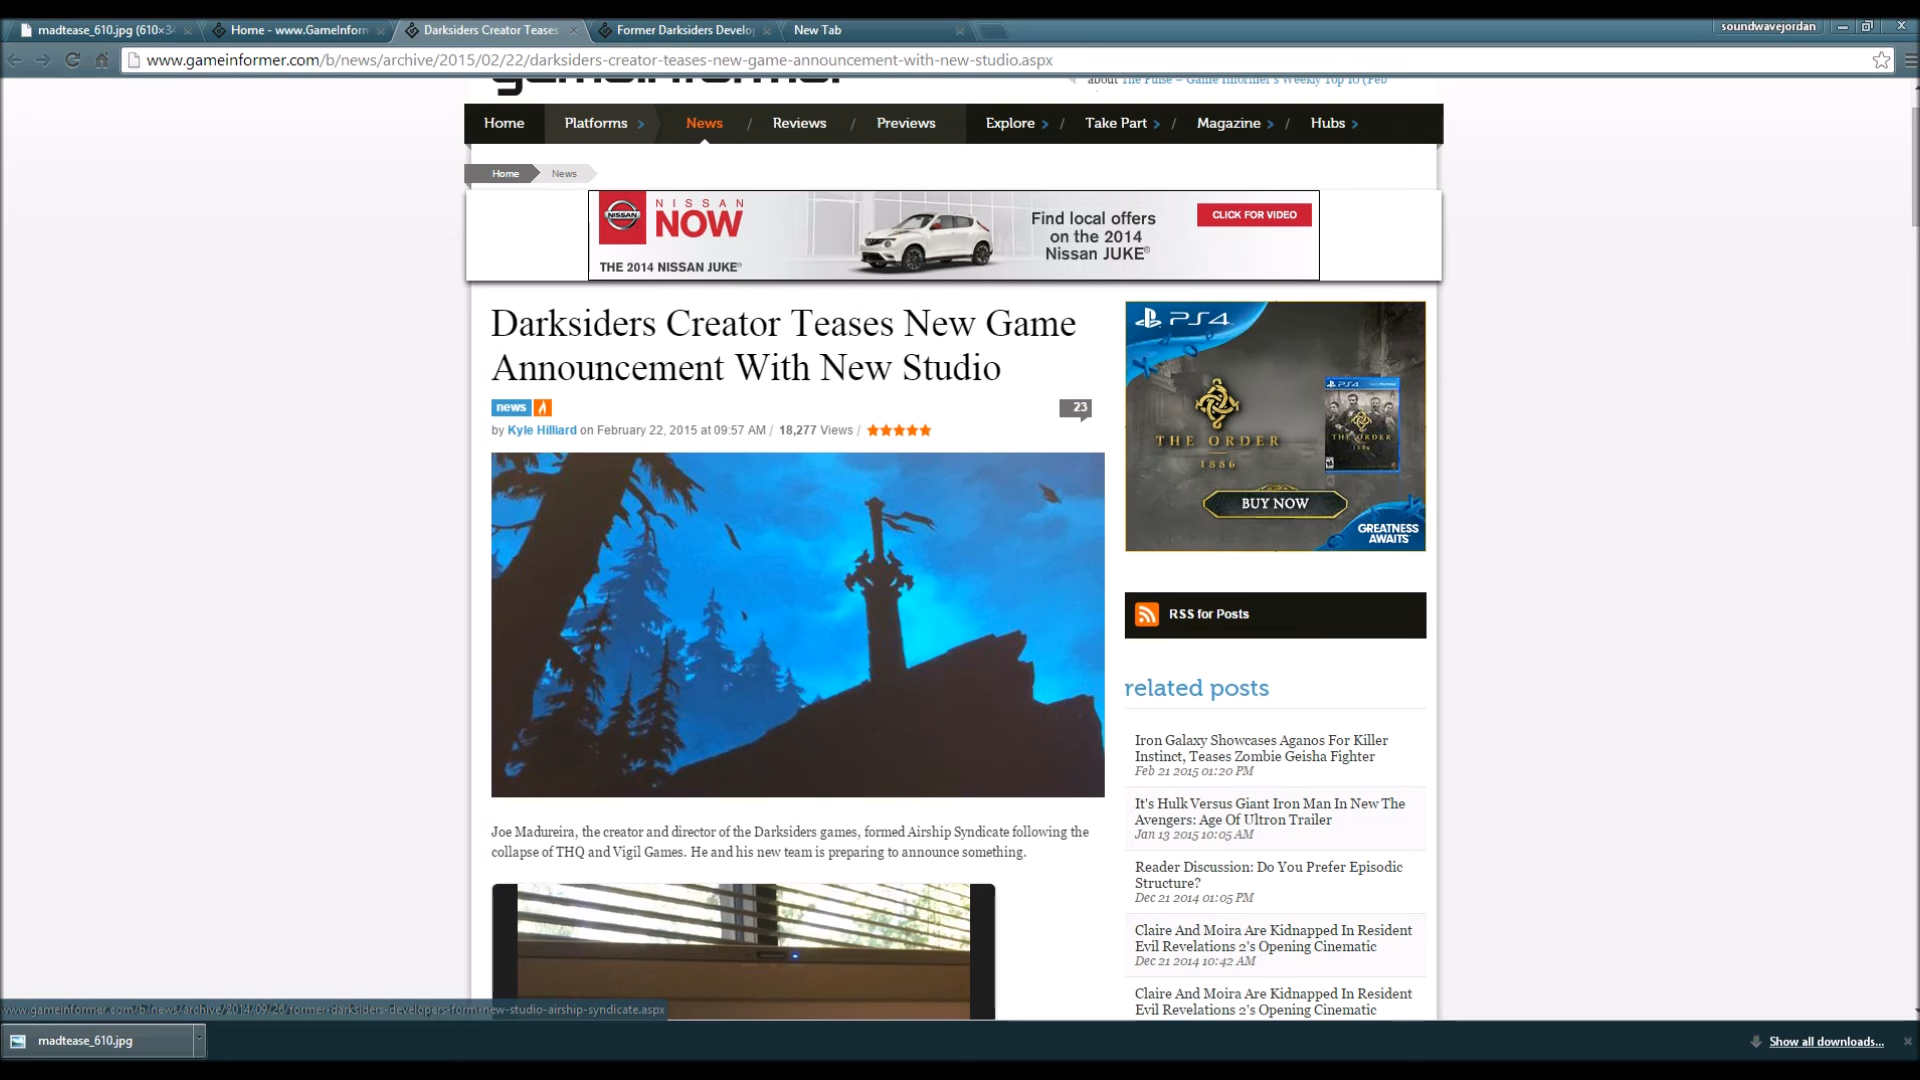 madtease_610.jpg (610×34
Home - www.GameInform
Darksiders Creator Teases
Former Darksiders Develo
New Tab
soundwavejordan
www.gameinformer.com/b/news/archive/2015/02/22/darksiders-creator-teases-new-game-announcement-with-new-studio.aspx
gameinformer
about The Pulse – Game Informer's Weekly Top 10 (Feb
Home Platforms News / Reviews / Previews Explore / Take Part / Magazine / Hubs
Home News
NISSAN
NISSAN
NOW
THE 2014 NISSAN JUKE®
Find local offers
on the 2014
Nissan JUKE®
CLICK FOR VIDEO
Darksiders Creator Teases New Game
Announcement With New Studio
news
23
by Kyle Hilliard on February 22, 2015 at 09:57 AM / 18,277 Views /
Joe Madureira, the creator and director of the Darksiders games, formed Airship Syndicate following the
collapse of THQ and Vigil Games. He and his new team is preparing to announce something.
PS4
THE ORDER
1886
PS4
THE ORDER
1886
BUY NOW
GREATNESS
AWAITS™
RSS for Posts
related posts
Iron Galaxy Showcases Aganos For Killer
Instinct, Teases Zombie Geisha Fighter
Feb 21 2015 01:20 PM
It's Hulk Versus Giant Iron Man In New The
Avengers: Age Of Ultron Trailer
Jan 13 2015 10:05 AM
Reader Discussion: Do You Prefer Episodic
Structure?
Dec 21 2014 01:05 PM
Claire And Moira Are Kidnapped In Resident
Evil Revelations 2's Opening Cinematic
Dec 21 2014 10:42 AM
Claire And Moira Are Kidnapped In Resident
Evil Revelations 2's Opening Cinematic
www.gameinformer.com/b/news/archive/2014/09/26/former-darksiders-developers-form-new-studio-airship-syndicate.aspx
madtease_610.jpg
Show all downloads...